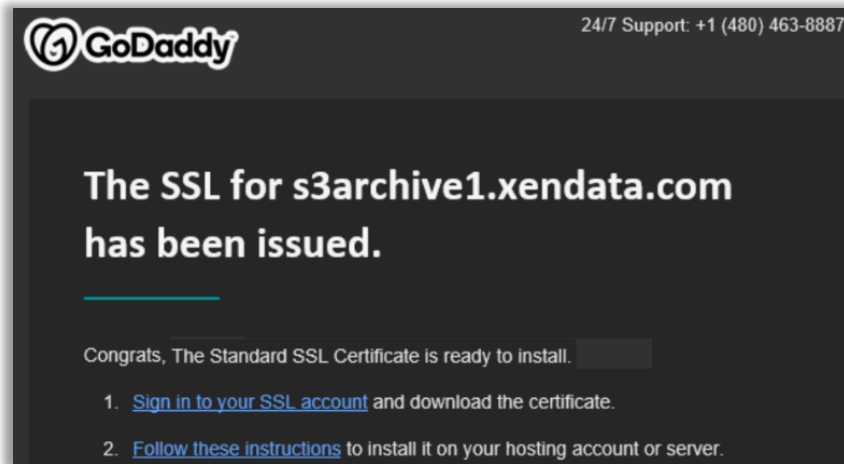 GoDaddy
24/7 Support: +1 (480) 463-8887
The SSL for s3archive1.xendata.com
has been issued.
Congrats, The Standard SSL Certificate is ready to install.
1. Sign in to your SSL account and download the certificate.
2. Follow these instructions to install it on your hosting account or server.